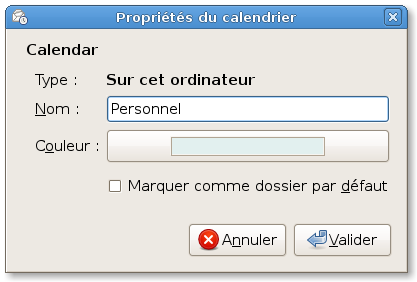 Propriétés du calendrier
Calendar
Type : Sur cet ordinateur
Nom : Personnel
Couleur :
Marquer comme dossier par défaut
Annuler Valider